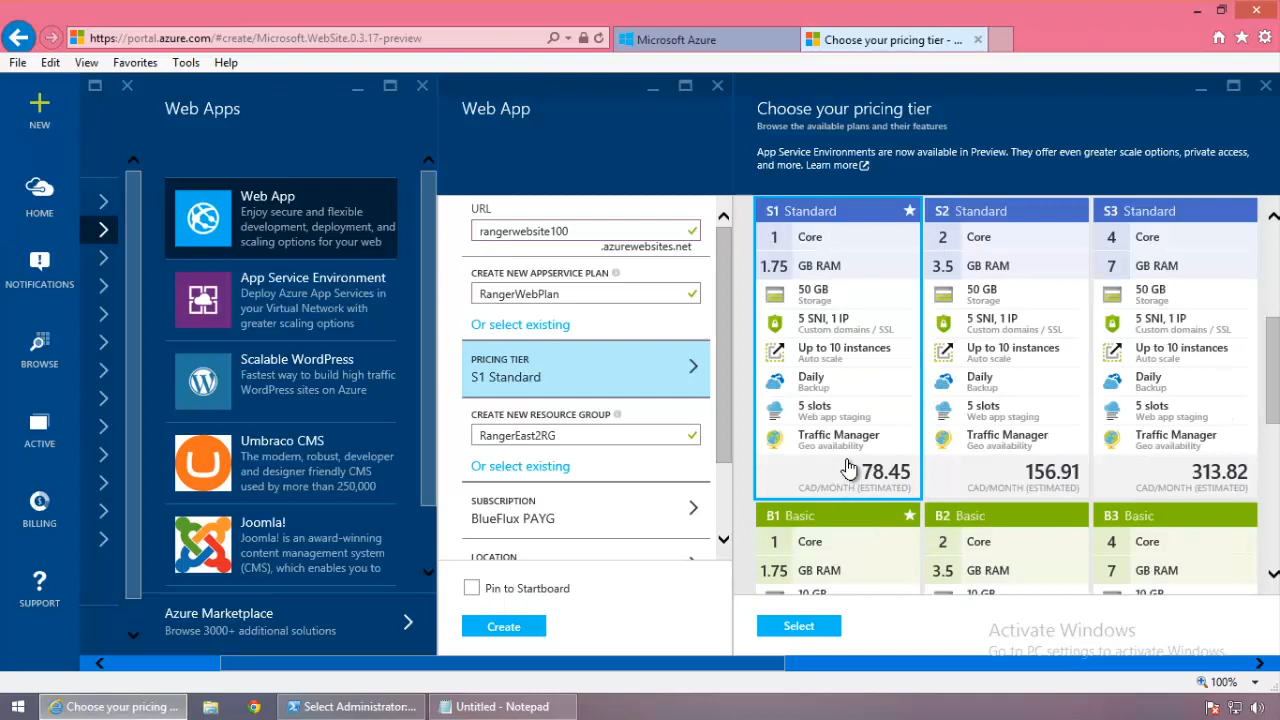 https://portal.azure.com/#create/Microsoft.WebSite.0.3.17-preview
Microsoft Azure
Choose your pricing tier - ...
File Edit View Favorites Tools Help
NEW
HOME
NOTIFICATIONS
BROWSE
ACTIVE
BILLING
SUPPORT
Web Apps
Web App
Enjoy secure and flexible
development, deployment, and
scaling options for your web
App Service Environment
Deploy Azure App Services in
your Virtual Network with
greater scaling options
Scalable WordPress
Fastest way to build high traffic
WordPress sites on Azure
Umbraco CMS
The modern, robust, developer
and designer friendly CMS
used by more than 250,000
Joomla!
Joomla! is an award-winning
content management system
(CMS), which enables you to
Azure Marketplace
Browse 3000+ additional solutions
Web App
URL
rangerwebsite100
.azurewebsites.net
CREATE NEW APPSERVICE PLAN
RangerWebPlan
Or select existing
PRICING TIER
S1 Standard
CREATE NEW RESOURCE GROUP
RangerEast2RG
Or select existing
SUBSCRIPTION
BlueFlux PAYG
LOCATION
Pin to Startboard
Create
Choose your pricing tier
Browse the available plans and their features
App Service Environments are now available in Preview. They offer even greater scale options, private access,
and more. Learn more
S1 Standard
1 Core
1.75 GB RAM
50 GB
Storage
5 SNI, 1 IP
Custom domains / SSL
Up to 10 instances
Auto scale
Daily
Backup
5 slots
Web app staging
Traffic Manager
Geo availability
78.45
CAD/MONTH (ESTIMATED)
S2 Standard
2 Core
3.5 GB RAM
50 GB
Storage
5 SNI, 1 IP
Custom domains / SSL
Up to 10 instances
Auto scale
Daily
Backup
5 slots
Web app staging
Traffic Manager
Geo availability
156.91
CAD/MONTH (ESTIMATED)
S3 Standard
4 Core
7 GB RAM
50 GB
Storage
5 SNI, 1 IP
Custom domains / SSL
Up to 10 instances
Auto scale
Daily
Backup
5 slots
Web app staging
Traffic Manager
Geo availability
313.82
CAD/MONTH (ESTIMATED)
B1 Basic
1 Core
1.75 GB RAM
10 GB
B2 Basic
2 Core
3.5 GB RAM
10 GB
B3 Basic
4 Core
7 GB RAM
10 GB
Select
Activate Windows
Go to PC settings to activate Windows.
100%
Choose your pricing ...
Select Administrator:...
Untitled - Notepad